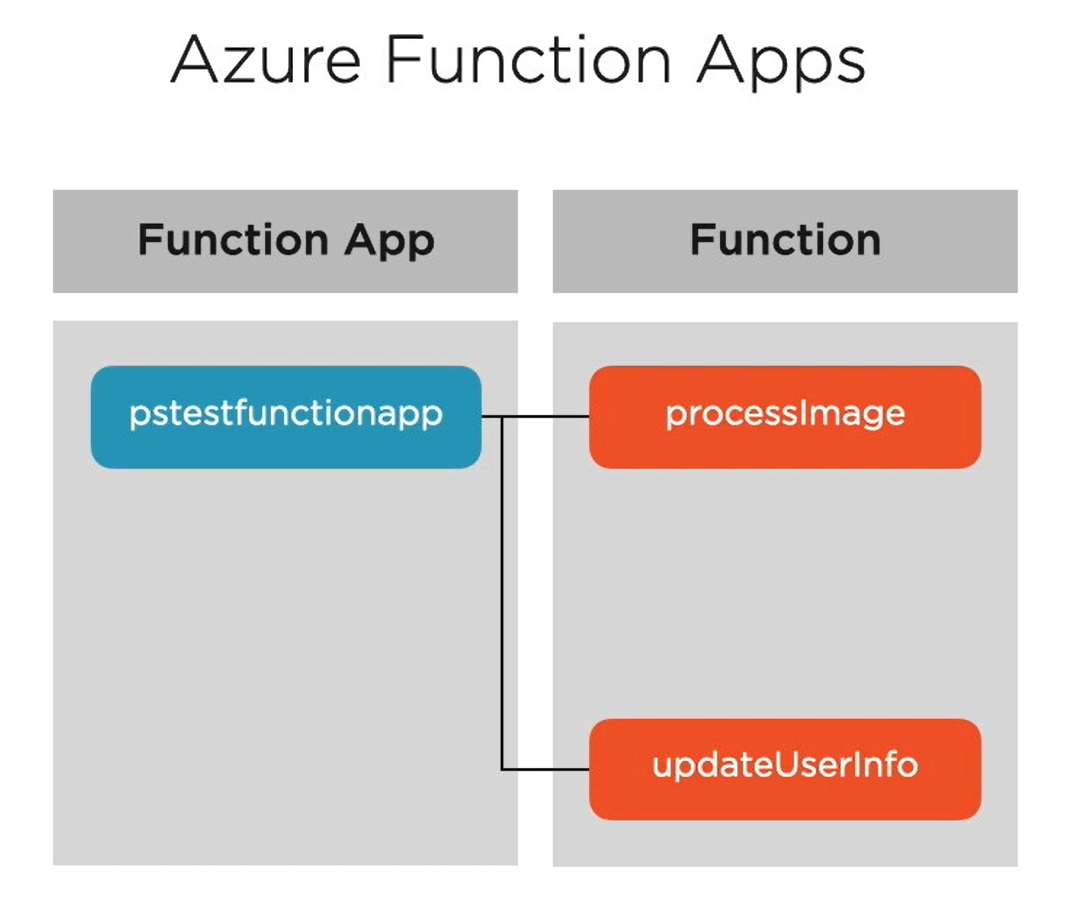 Azure Function Apps
Function App
Function
pstestfunctionapp
processImage
updateUserInfo